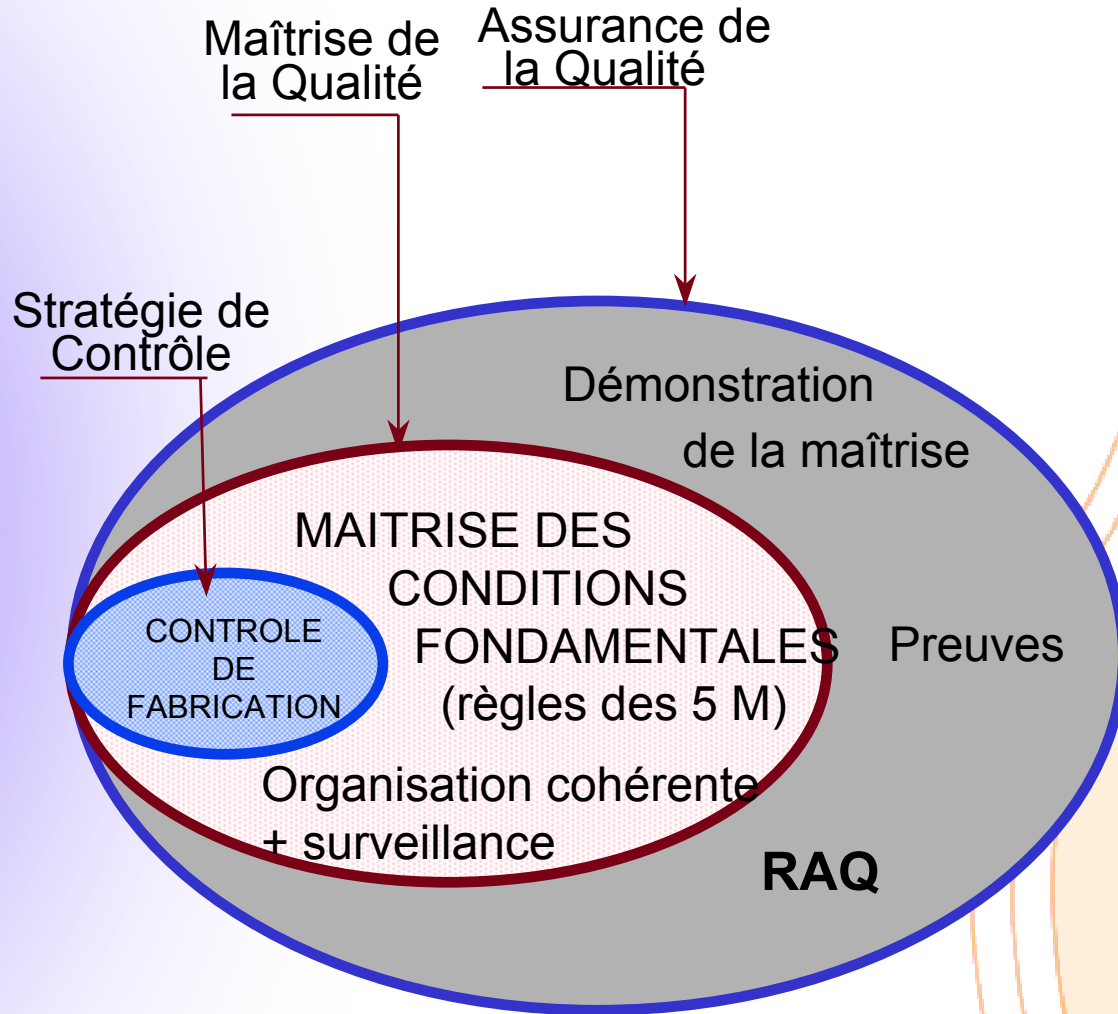 Maîtrise de
la Qualité
Assurance de
la Qualité
Stratégie de
Contrôle
Démonstration
de la maîtrise
MAITRISE DES
CONDITIONS
FONDAMENTALES
(règles des 5 M)
CONTROLE
DE
FABRICATION
Preuves
Organisation cohérente
+ surveillance
RAQ